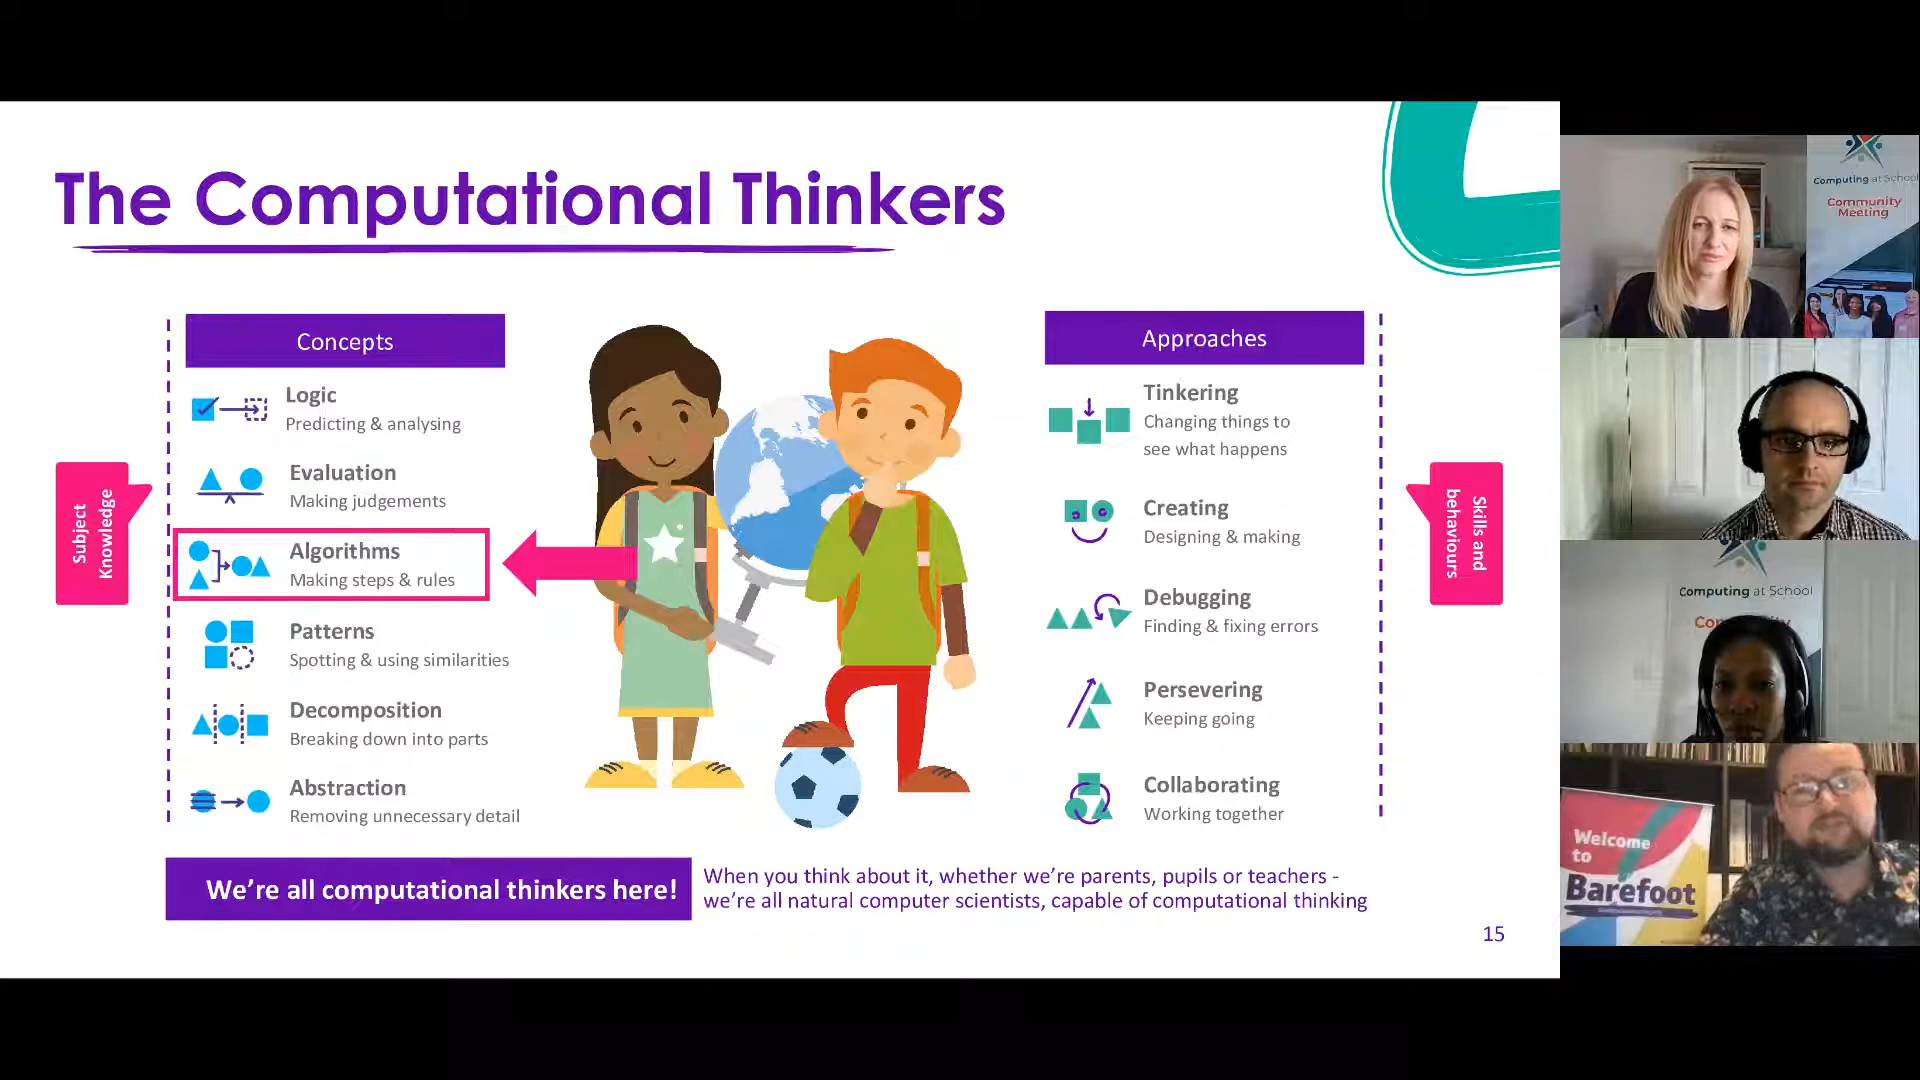 The Computational Thinkers
Concepts
Logic
Predicting & analysing
Evaluation
Making judgements
Algorithms
Making steps & rules
Patterns
Spotting & using similarities
Decomposition
Breaking down into parts
Abstraction
Removing unnecessary detail
Subject
Knowledge
Approaches
Tinkering
Changing things to
see what happens
Creating
Designing & making
Debugging
Finding & fixing errors
Persevering
Keeping going
Collaborating
Working together
Skills and
behaviours
We're all computational thinkers here!
When you think about it, whether we're parents, pupils or teachers -
we're all natural computer scientists, capable of computational thinking
15
Computing at School
Community
Meeting
Computing at School
Welcome
to
Barefoot